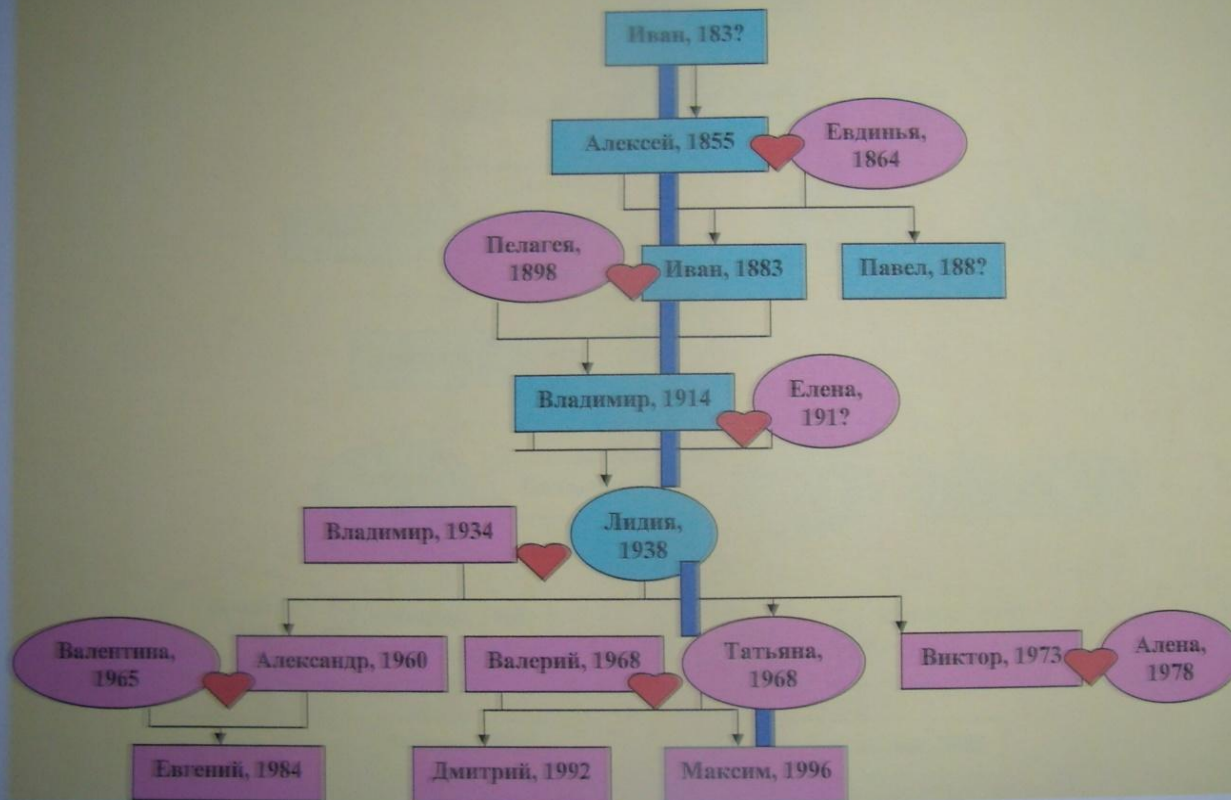 Иван, 183?
Алексей, 1855
Евдинья,
1864
Пелагея,
1898
Иван, 1883
Павел, 188?
Владимир, 1914
Елена,
191?
Владимир, 1934
Лидия,
1938
Валентина,
1965
Александр, 1960
Валерий, 1968
Татьяна,
1968
Виктор, 1973
Алена,
1978
Евгений, 1984
Дмитрий, 1992
Максим, 1996